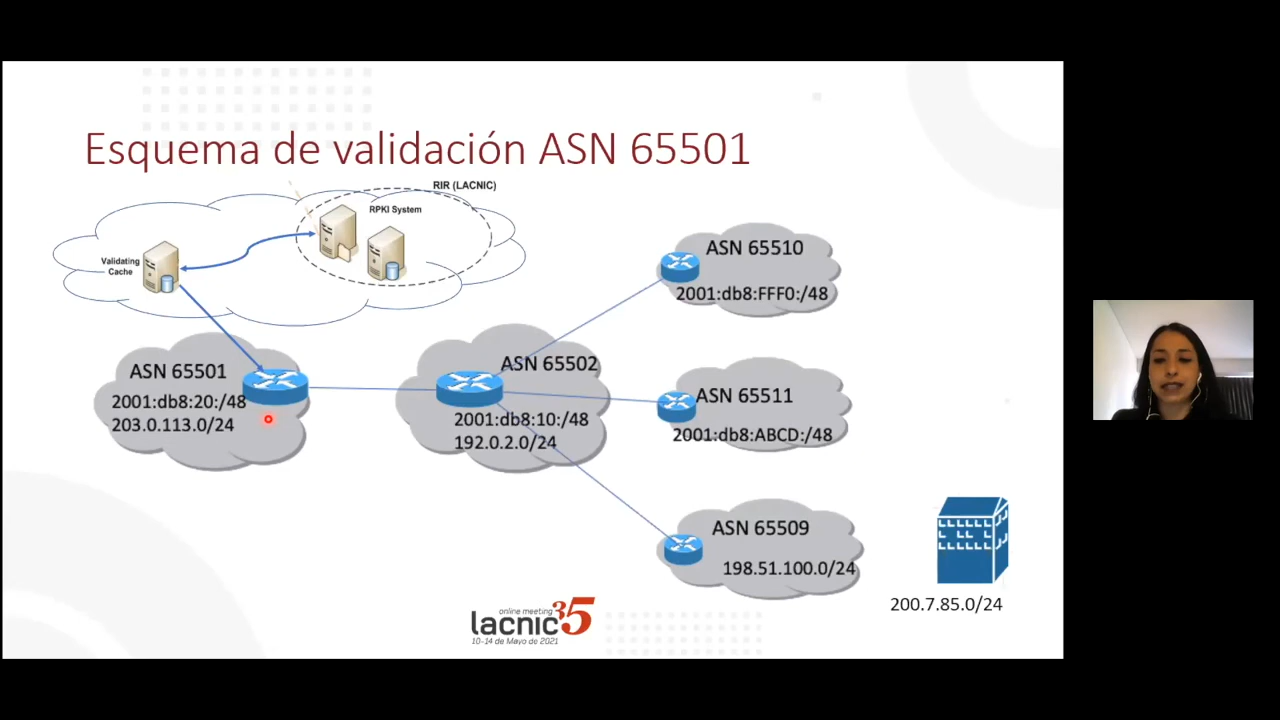 Esquema de validación ASN 65501
RIR (LACNIC)
RPKI System
Validating
Cache
ASN 65501
2001:db8:20:/48
203.0.113.0/24
ASN 65502
2001:db8:10:/48
192.0.2.0/24
ASN 65510
2001:db8:FFF0:/48
ASN 65511
2001:db8:ABCD:/48
ASN 65509
198.51.100.0/24
200.7.85.0/24
online meeting
lacnic 35
10-14 de Mayo de 2021